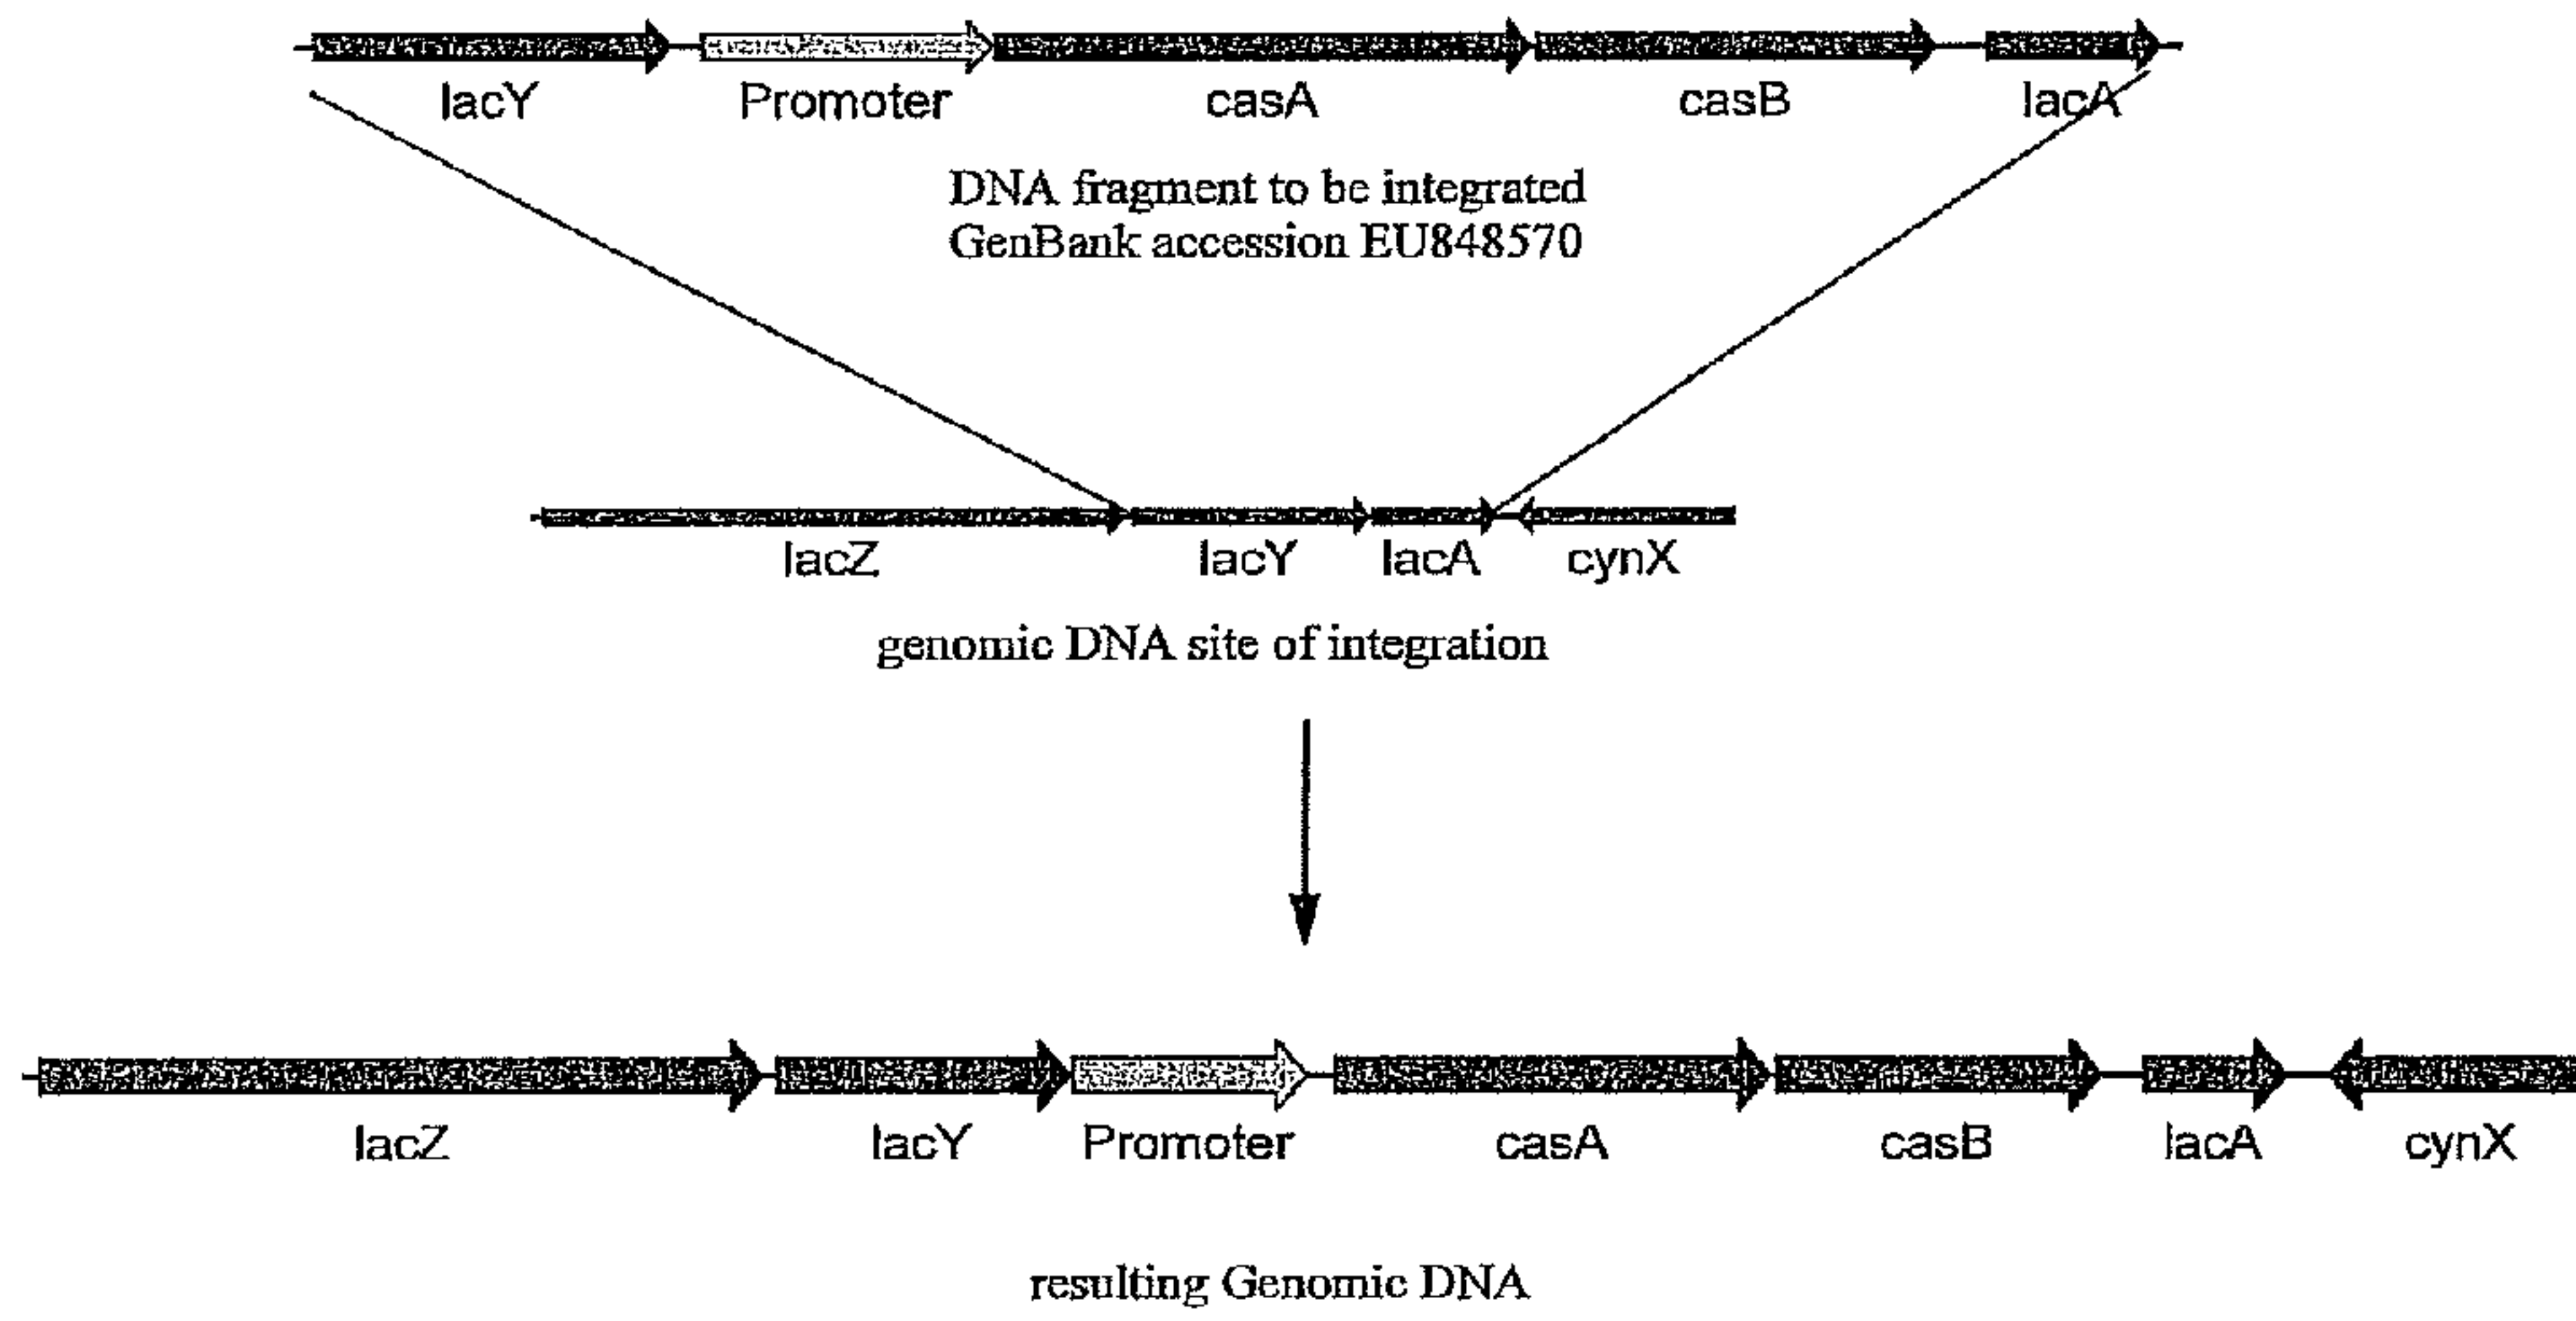 lacY Promoter casA casB lacA
DNA fragment to be integrated
GenBank accession EU848570
lacZ lacY lacA cynX
genomic DNA site of integration
lacZ lacY Promoter casA casB lacA cynX
resulting Genomic DNA